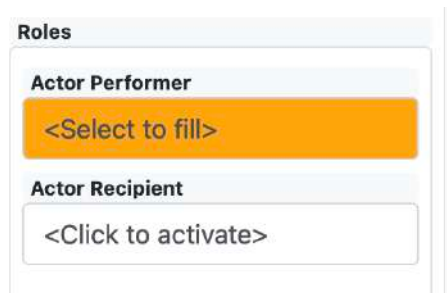 Roles
Actor Performer
<Select to fill>
Actor Recipient
<Click to activate>